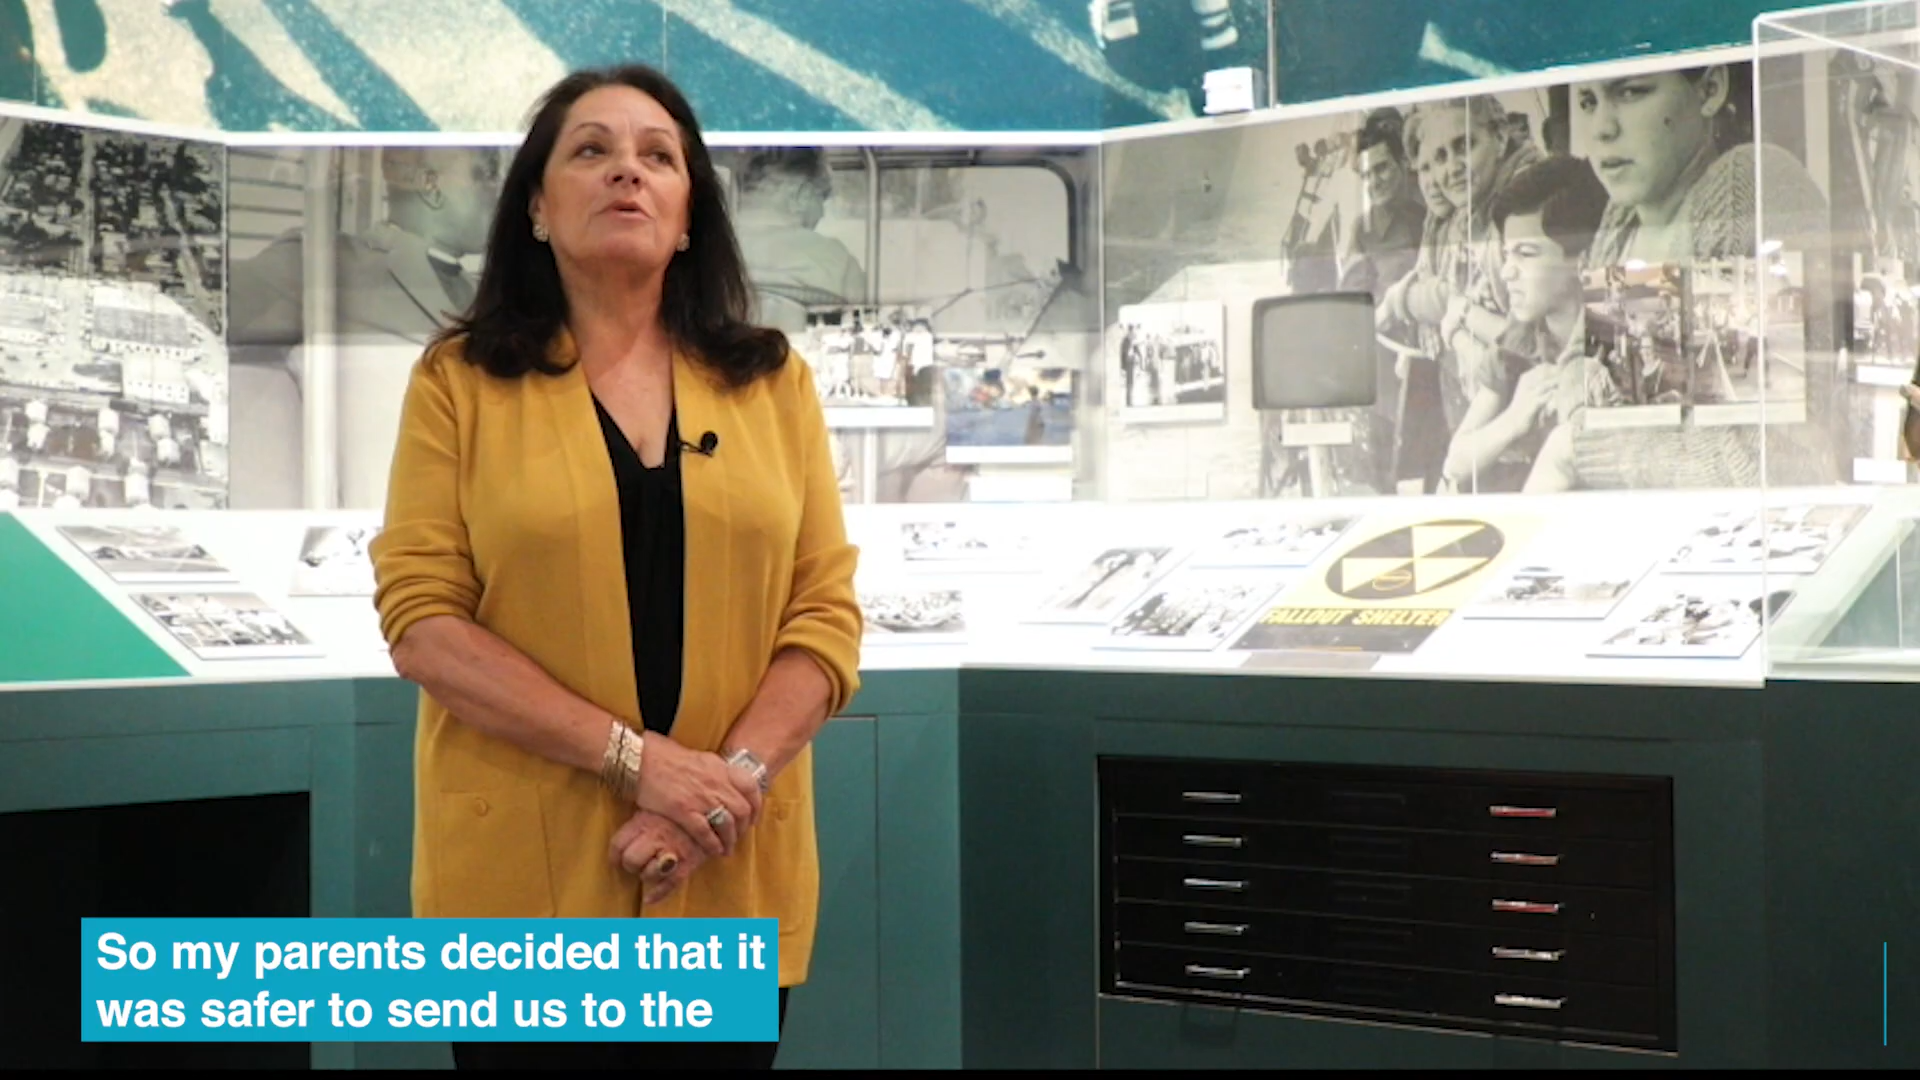 FALLOUT SHELTER
So my parents decided that it
was safer to send us to the